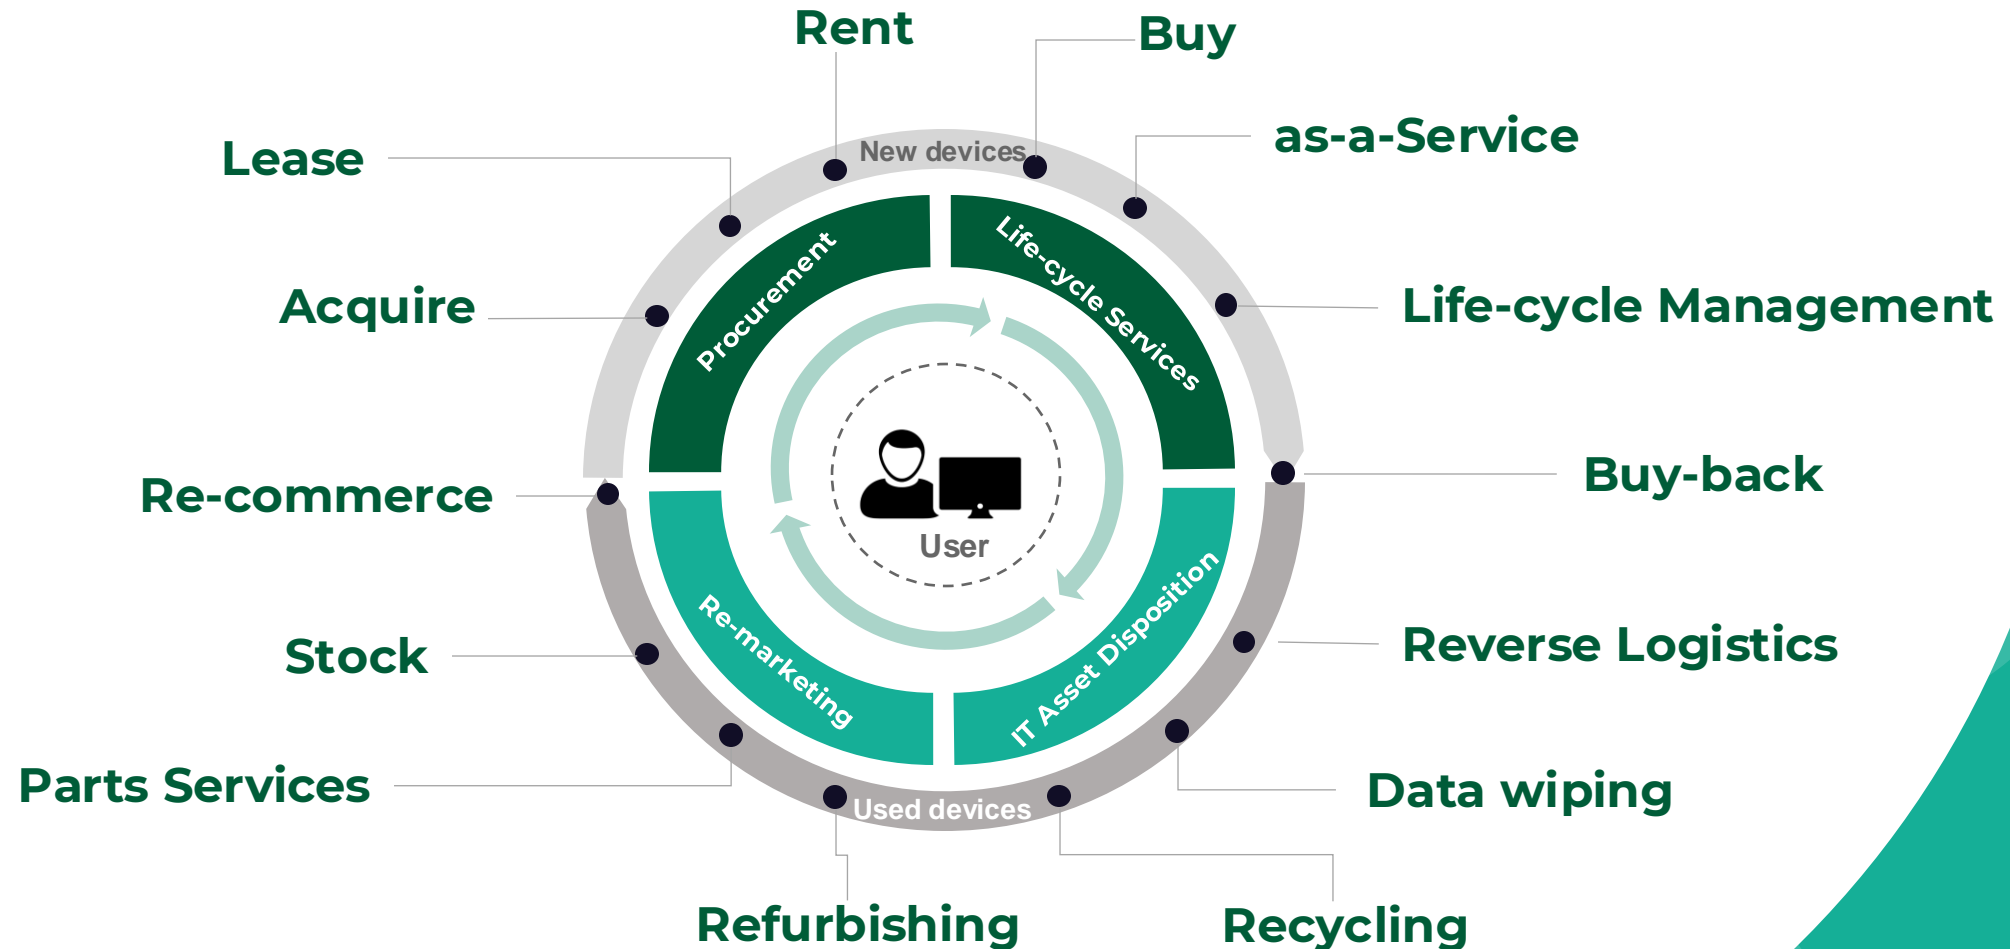 Rent
Buy
as-a-Service
Lease
New devices
Life-cycle Management
Acquire
Procurement
Life-cycle Services
Buy-back
Re-commerce
User
Reverse Logistics
Stock
Re-marketing
IT Asset Disposition
Data wiping
Parts Services
Used devices
Refurbishing
Recycling